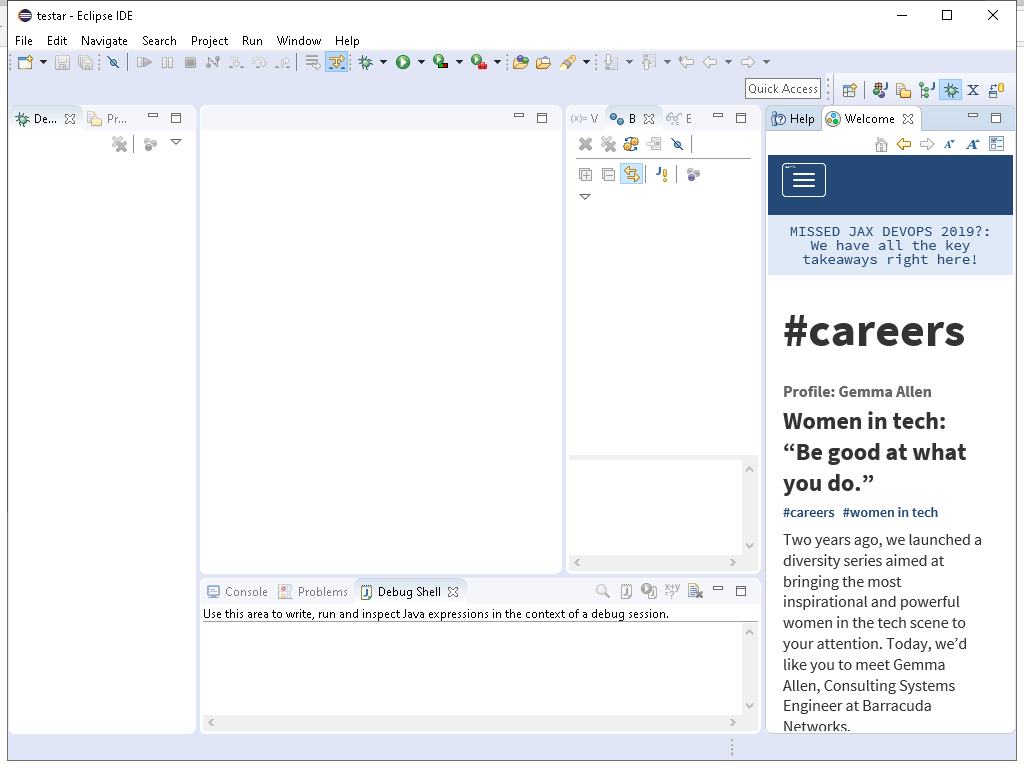 testar - Eclipse IDE
File Edit Navigate Search Project Run Window Help
Quick Access
De... Pr...
(x)= V B E
Help Welcome
MISSED JAX DEVOPS 2019?:
We have all the key
takeaways right here!
#careers
Profile: Gemma Allen
Women in tech:
“Be good at what
you do.”
#careers #women in tech
Two years ago, we launched a
diversity series aimed at
bringing the most
inspirational and powerful
women in the tech scene to
your attention. Today, we’d
like you to meet Gemma
Allen, Consulting Systems
Engineer at Barracuda
Networks.
Console Problems Debug Shell
Use this area to write, run and inspect Java expressions in the context of a debug session.